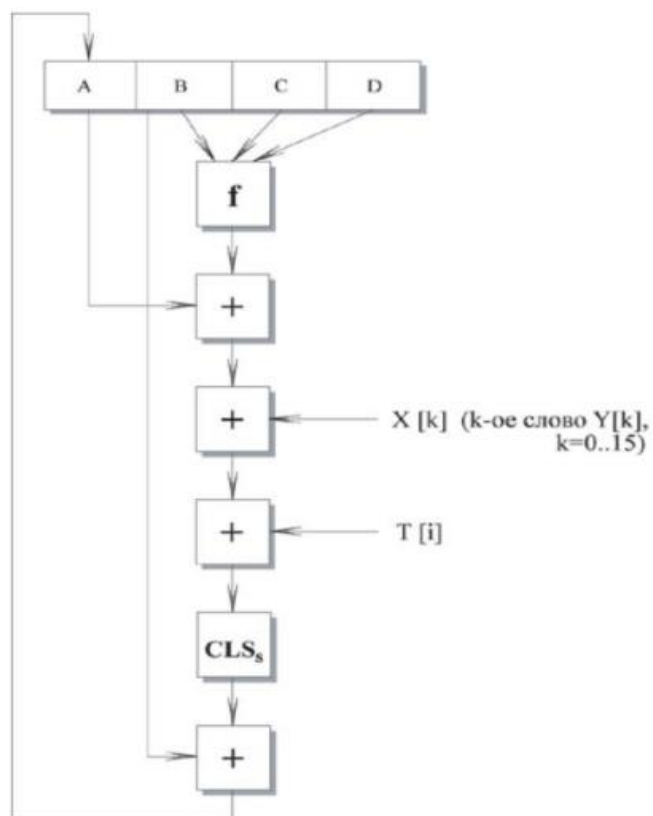 A B C D
f
+
+
X [k] (k-ое слово Y[k],
k=0..15)
+
T [i]
CLSs
+